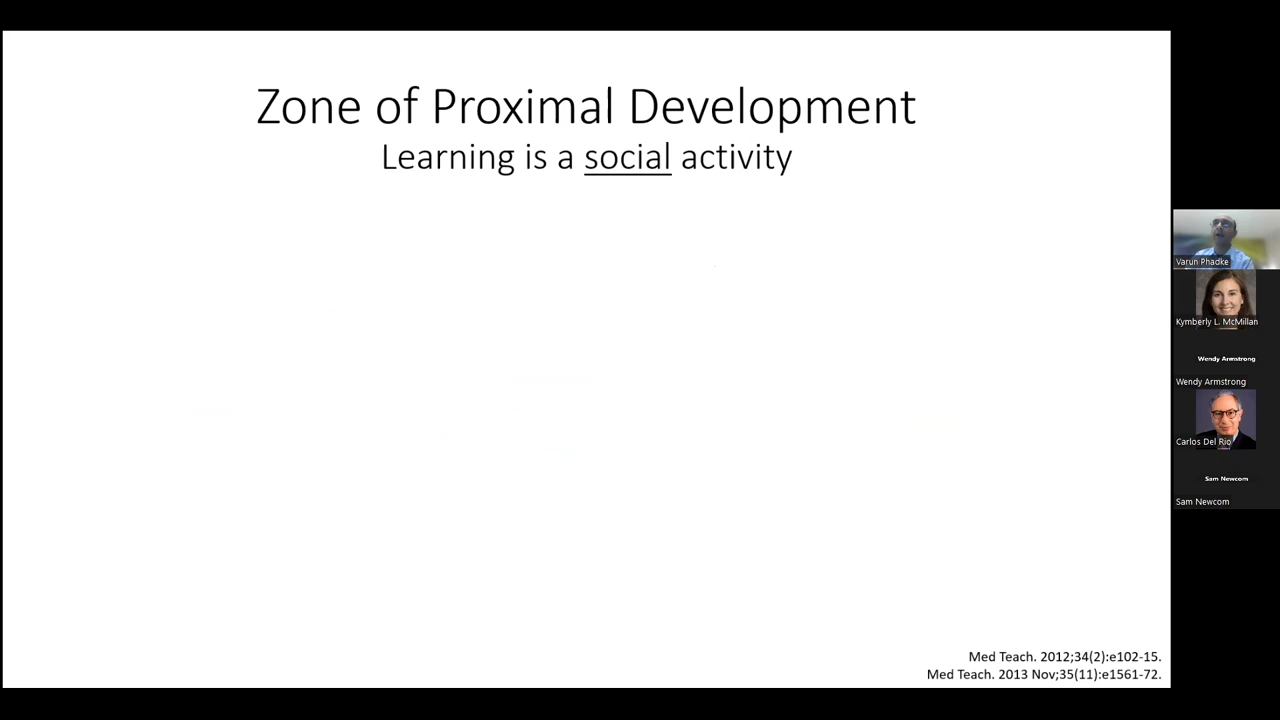 Zone of Proximal Development
Learning is a social activity
Varun Phadke
Kymberly L. McMillan
Wendy Armstrong
Wendy Armstrong
Carlos Del Rio
Sam Newcom
Sam Newcom
Med Teach. 2012;34(2):e102-15.
Med Teach. 2013 Nov;35(11):e1561-72.